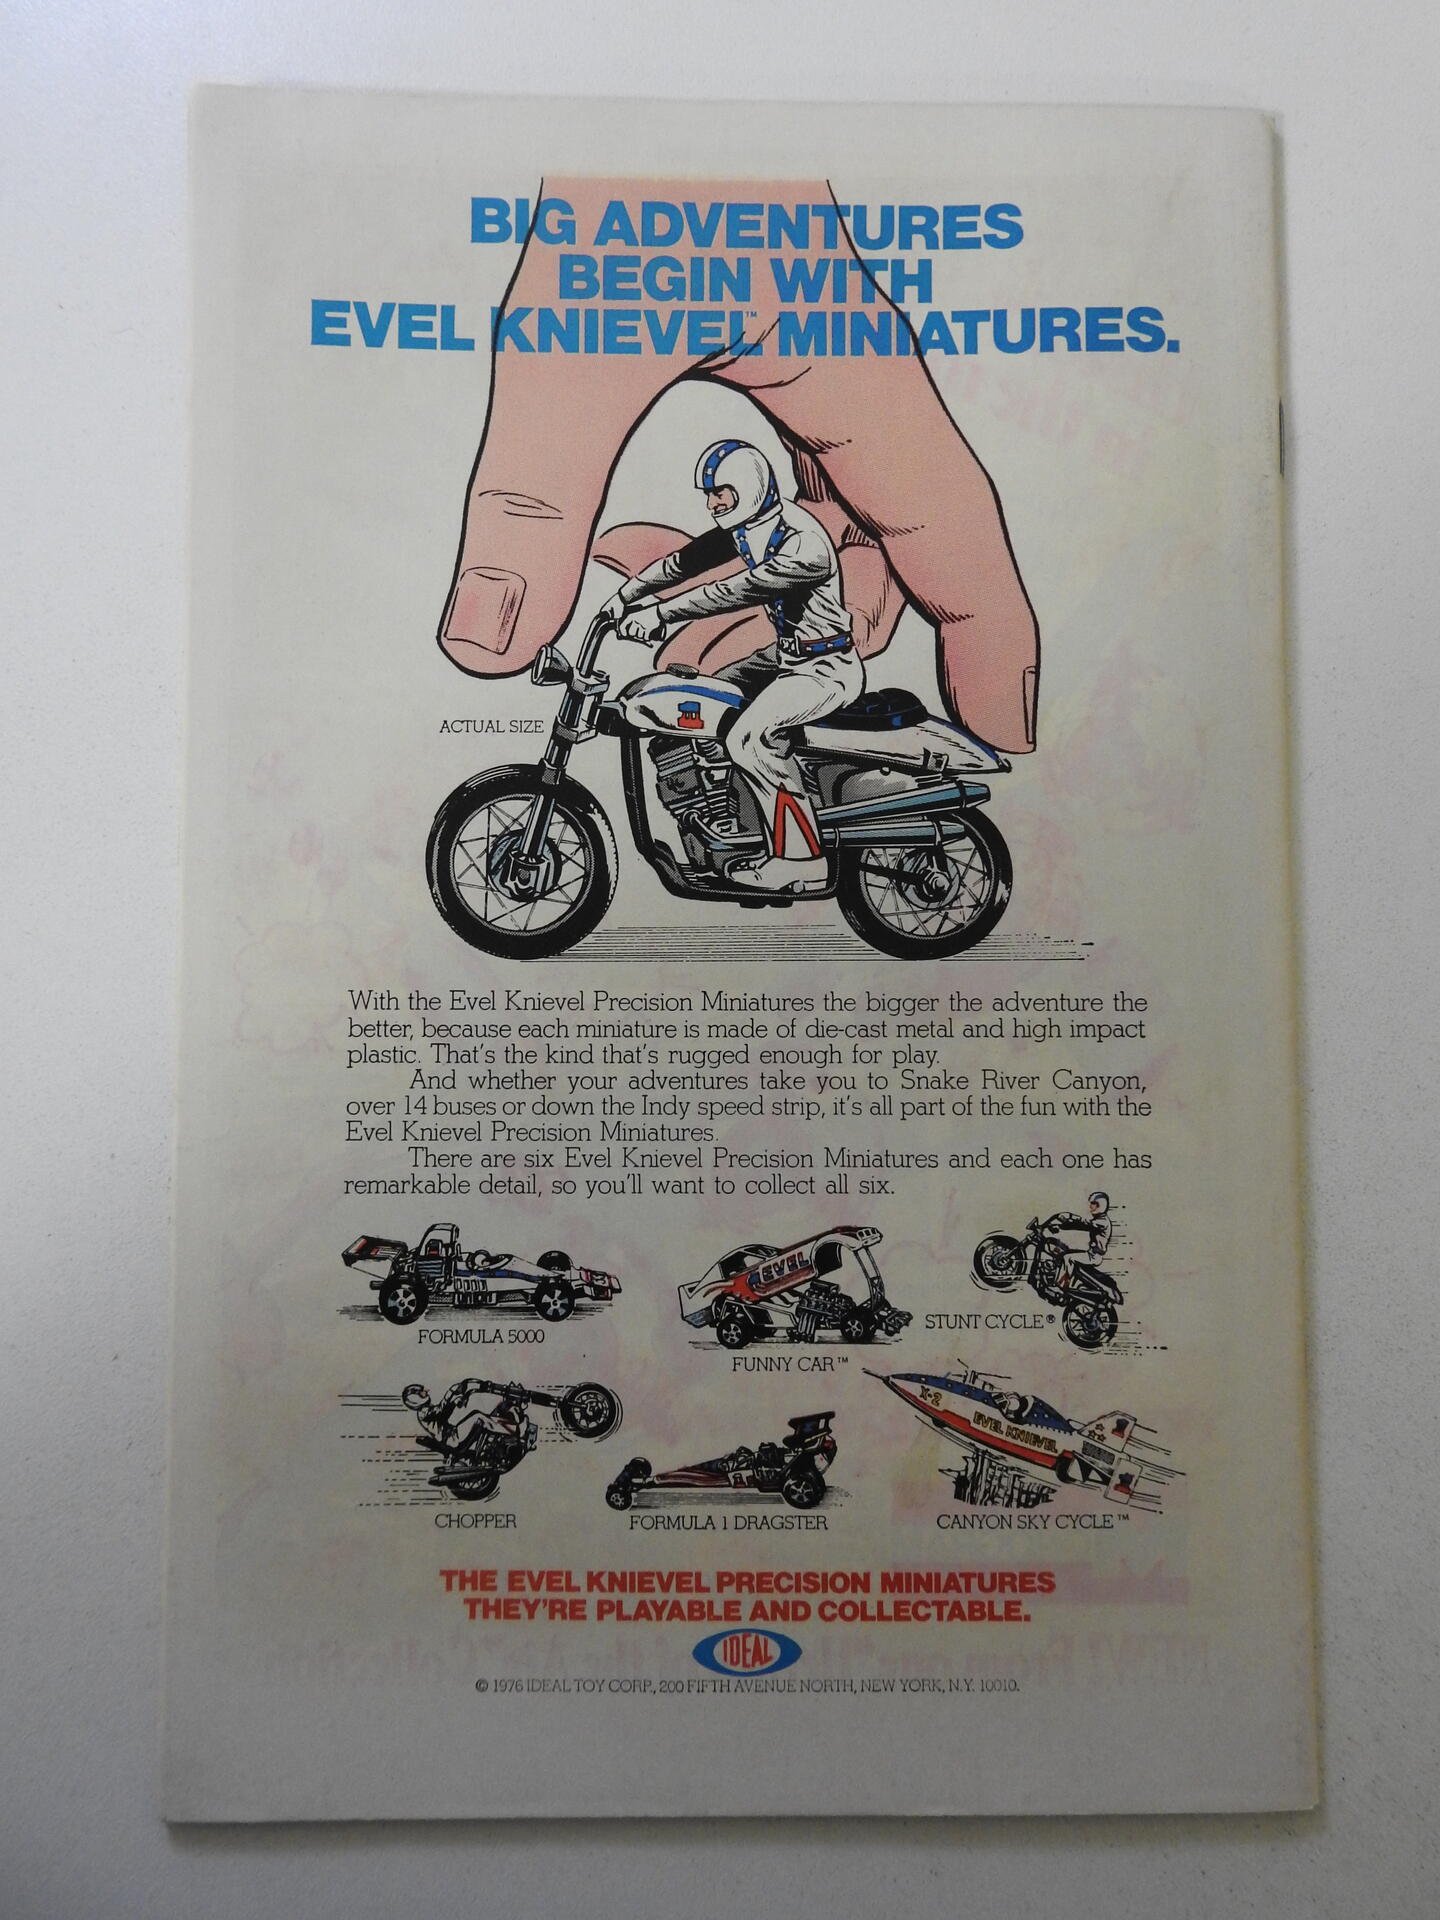 BIG ADVENTURES
BEGIN WITH
EVEL KNIEVEL™ MINIATURES.
ACTUAL SIZE
1
With the Evel Knievel Precision Miniatures the bigger the adventure the
better, because each miniature is made of die-cast metal and high impact
plastic. That's the kind that's rugged enough for play.
And whether your adventures take you to Snake River Canyon,
over 14 buses or down the Indy speed strip, it's all part of the fun with the
Evel Knievel Precision Miniatures.
There are six Evel Knievel Precision Miniatures and each one has
remarkable detail, so you'll want to collect all six.
EVEL
FORMULA 5000
FUNNY CAR™
STUNT CYCLE®
X-2
EVEL KNIEVEL
CHOPPER
FORMULA 1 DRAGSTER
CANYON SKY CYCLE™
THE EVEL KNIEVEL PRECISION MINIATURES
THEY'RE PLAYABLE AND COLLECTABLE.
IDEAL
© 1976 IDEAL TOY CORP., 200 FIFTH AVENUE NORTH, NEW YORK, N.Y. 10010.